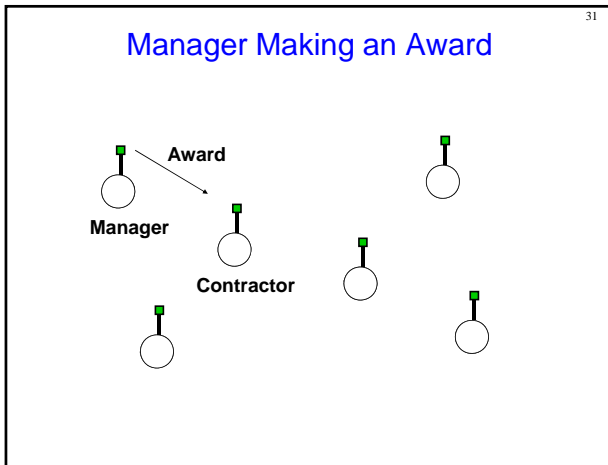 31
Manager Making an Award
Award
Manager
Contractor